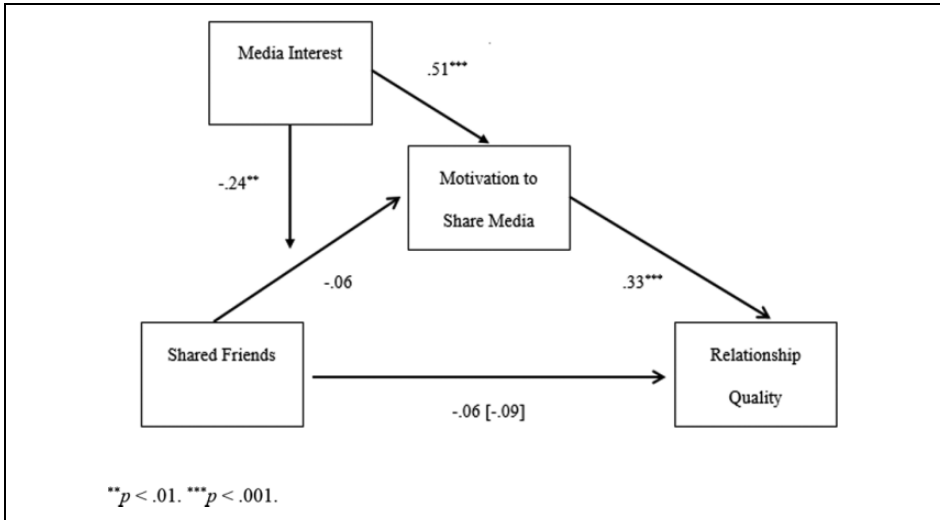 Media Interest
.51***
-.24**
Motivation to
Share Media
-.06
.33***
Shared Friends
Relationship
Quality
-.06 [-.09]
**p < .01. ***p < .001.